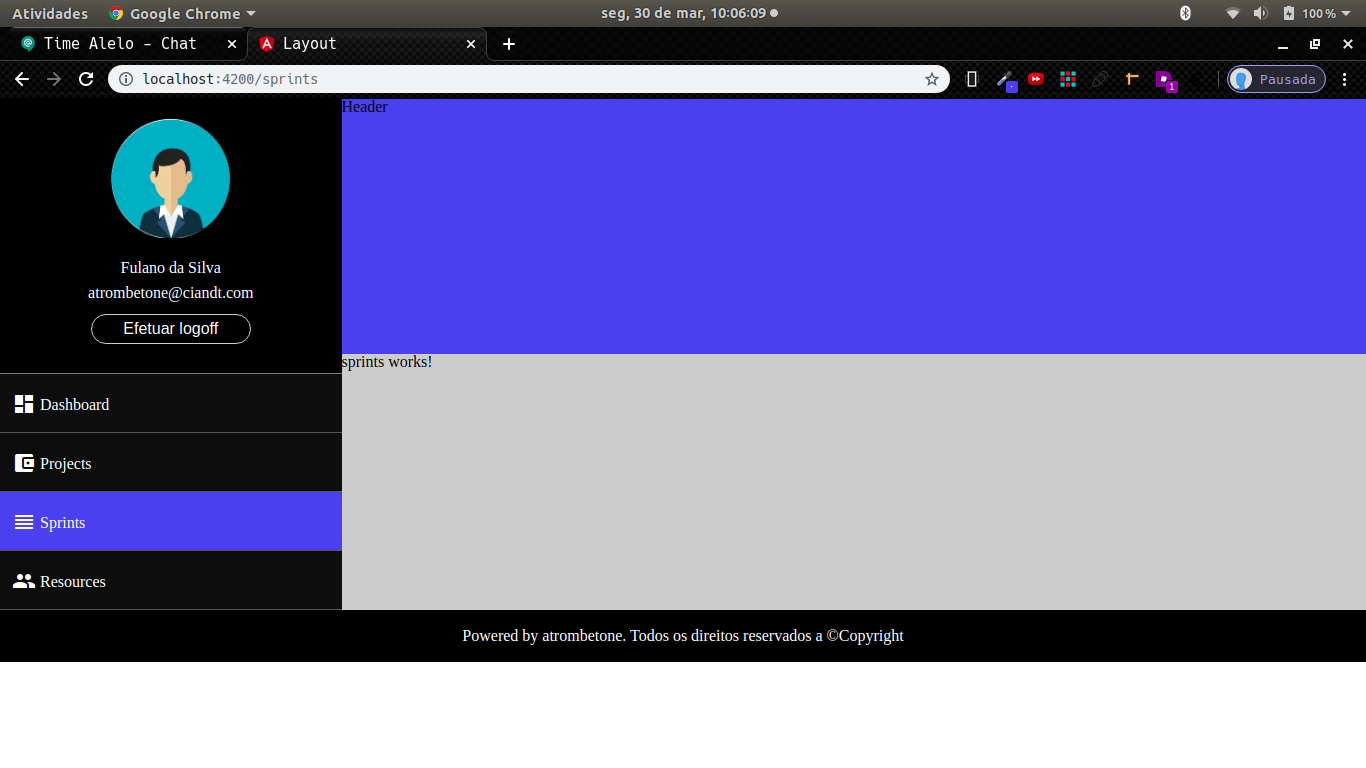 Atividades Google Chrome seg, 30 de mar, 10:06:09 100 %
Time Alelo - Chat Layout
localhost:4200/sprints 1 Pausada
Header
Fulano da Silva
atrombetone@ciandt.com
Efetuar logoff
sprints works!
Dashboard
Projects
Sprints
Resources
Powered by atrombetone. Todos os direitos reservados a ©Copyright